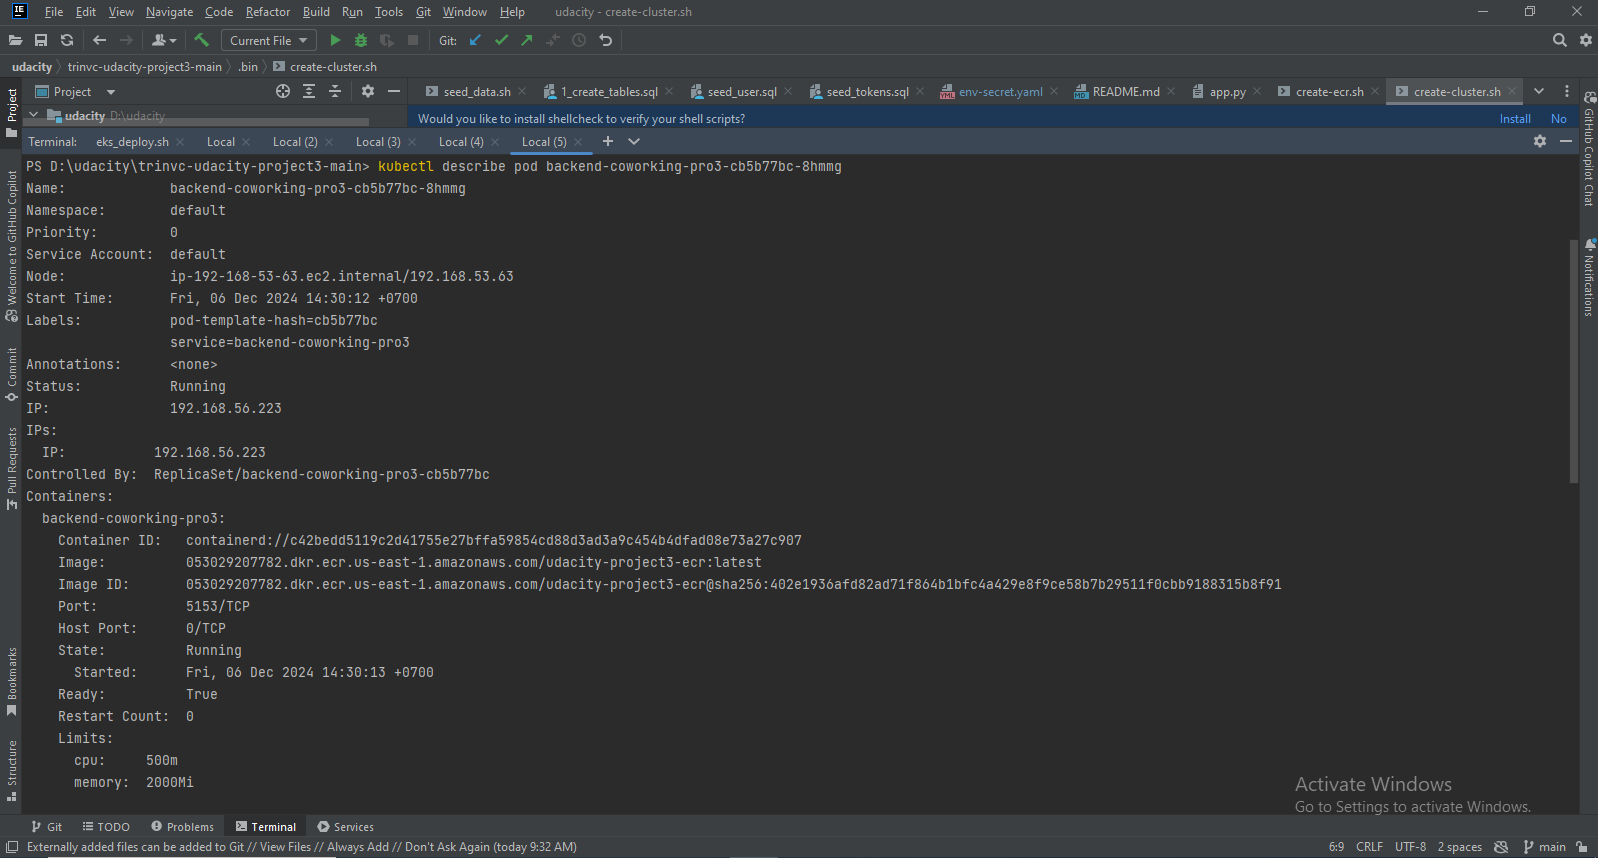 File Edit View Navigate Code Refactor Build Run Tools Git Window Help udacity - create-cluster.sh
Current File Git:
udacity trinvc-udacity-project3-main .bin create-cluster.sh
Project seed_data.sh 1_create_tables.sql seed_user.sql seed_tokens.sql env-secret.yaml README.md app.py create-ecr.sh create-cluster.sh
udacity D:\udacity
Would you like to install shellcheck to verify your shell scripts? Install No
Terminal: eks_deploy.sh Local Local (2) Local (3) Local (4) Local (5)
PS D:\udacity\trinvc-udacity-project3-main> kubectl describe pod backend-coworking-pro3-cb5b77bc-8hmmg
Name: backend-coworking-pro3-cb5b77bc-8hmmg
Namespace: default
Priority: 0
Service Account: default
Node: ip-192-168-53-63.ec2.internal/192.168.53.63
Start Time: Fri, 06 Dec 2024 14:30:12 +0700
Labels: pod-template-hash=cb5b77bc
service=backend-coworking-pro3
Annotations: <none>
Status: Running
IP: 192.168.56.223
IPs:
IP: 192.168.56.223
Controlled By: ReplicaSet/backend-coworking-pro3-cb5b77bc
Containers:
backend-coworking-pro3:
Container ID: containerd://c42bedd5119c2d41755e27bffa59854cd88d3ad3a9c454b4dfad08e73a27c907
Image: 053029207782.dkr.ecr.us-east-1.amazonaws.com/udacity-project3-ecr:latest
Image ID: 053029207782.dkr.ecr.us-east-1.amazonaws.com/udacity-project3-ecr@sha256:402e1936afd82ad71f864b1bfc4a429e8f9ce58b7b29511f0cbb9188315b8f91
Port: 5153/TCP
Host Port: 0/TCP
State: Running
Started: Fri, 06 Dec 2024 14:30:13 +0700
Ready: True
Restart Count: 0
Limits:
cpu: 500m
memory: 2000Mi
Project
Welcome to GitHub Copilot
Commit
Pull Requests
Bookmarks
Structure
GitHub Copilot Chat
Notifications
Activate Windows
Go to Settings to activate Windows.
Git TODO Problems Terminal Services
Externally added files can be added to Git // View Files // Always Add // Don't Ask Again (today 9:32 AM) 6:9 CRLF UTF-8 2 spaces main